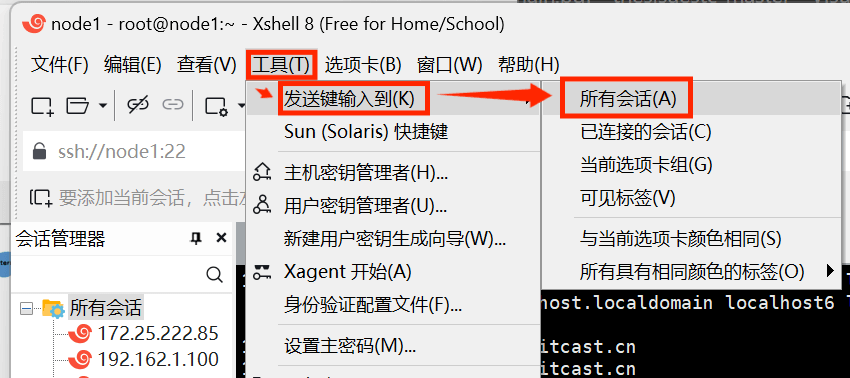 node1 - root@node1:~ - Xshell 8 (Free for Home/School)
文件(F) 编辑(E) 查看(V) 工具(T) 选项卡(B) 窗口(W) 帮助(H)
发送键输入到(K)
所有会话(A)
Sun (Solaris) 快捷键
已连接的会话(C)
ssh://node1:22
主机密钥管理者(H)...
当前选项卡组(G)
要添加当前会话，点击
用户密钥管理者(U)...
可见标签(V)
会话管理器
新建用户密钥生成向导(W)...
与当前选项卡颜色相同(S)
Xagent 开始(A)
所有具有相同颜色的标签(O)
所有会话
身份验证配置文件(F)...
host.localdomain localhost6
172.25.222.85
设置主密码(M)...
itcast.cn
192.162.1.100
itcast.cn